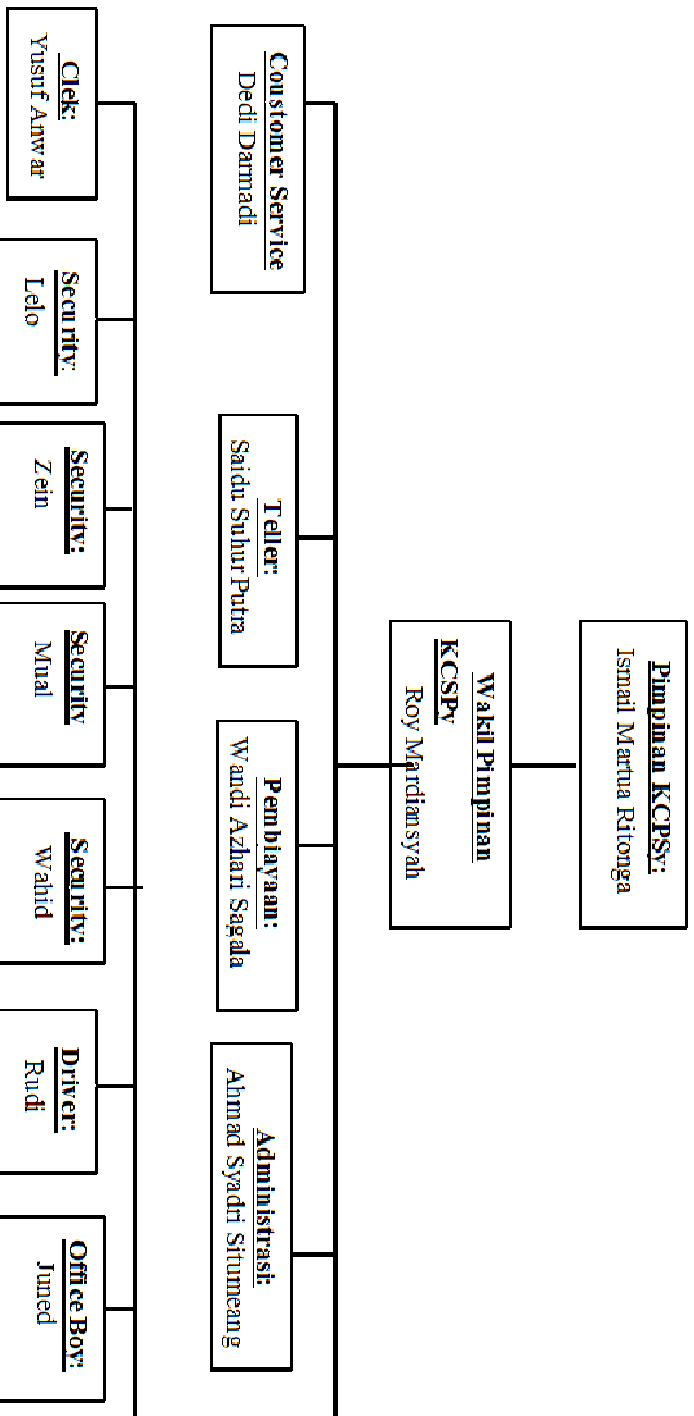 Pimpinan KCPSy:
Ismail Martua Ritonga
Wakil Pimpinan
KCSPy
Roy Mardiansyah
Coustomer Service
Dedi Darmadi
Teller:
Saidu Suhur Putra
Pembiayaan:
Wandi Azhari Sagala
Administrasi:
Ahmad Syadri Situmeang
Clek:
Yusuf Anwar
Security:
Lelo
Security:
Zein
Security
Mual
Security:
Wahid
Driver:
Rudi
Office Boy:
Juned